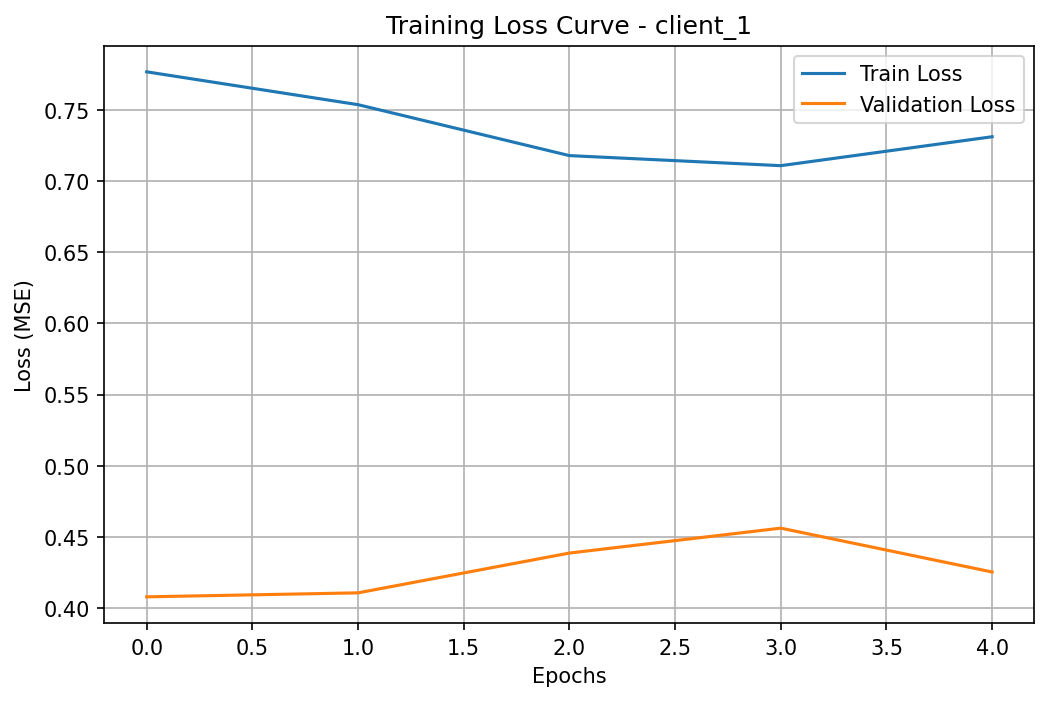 Training Loss Curve - client_1
Train Loss
Validation Loss
Loss (MSE)
0.75
0.70
0.65
0.60
0.55
0.50
0.45
0.40
0.0 0.5 1.0 1.5 2.0 2.5 3.0 3.5 4.0
Epochs